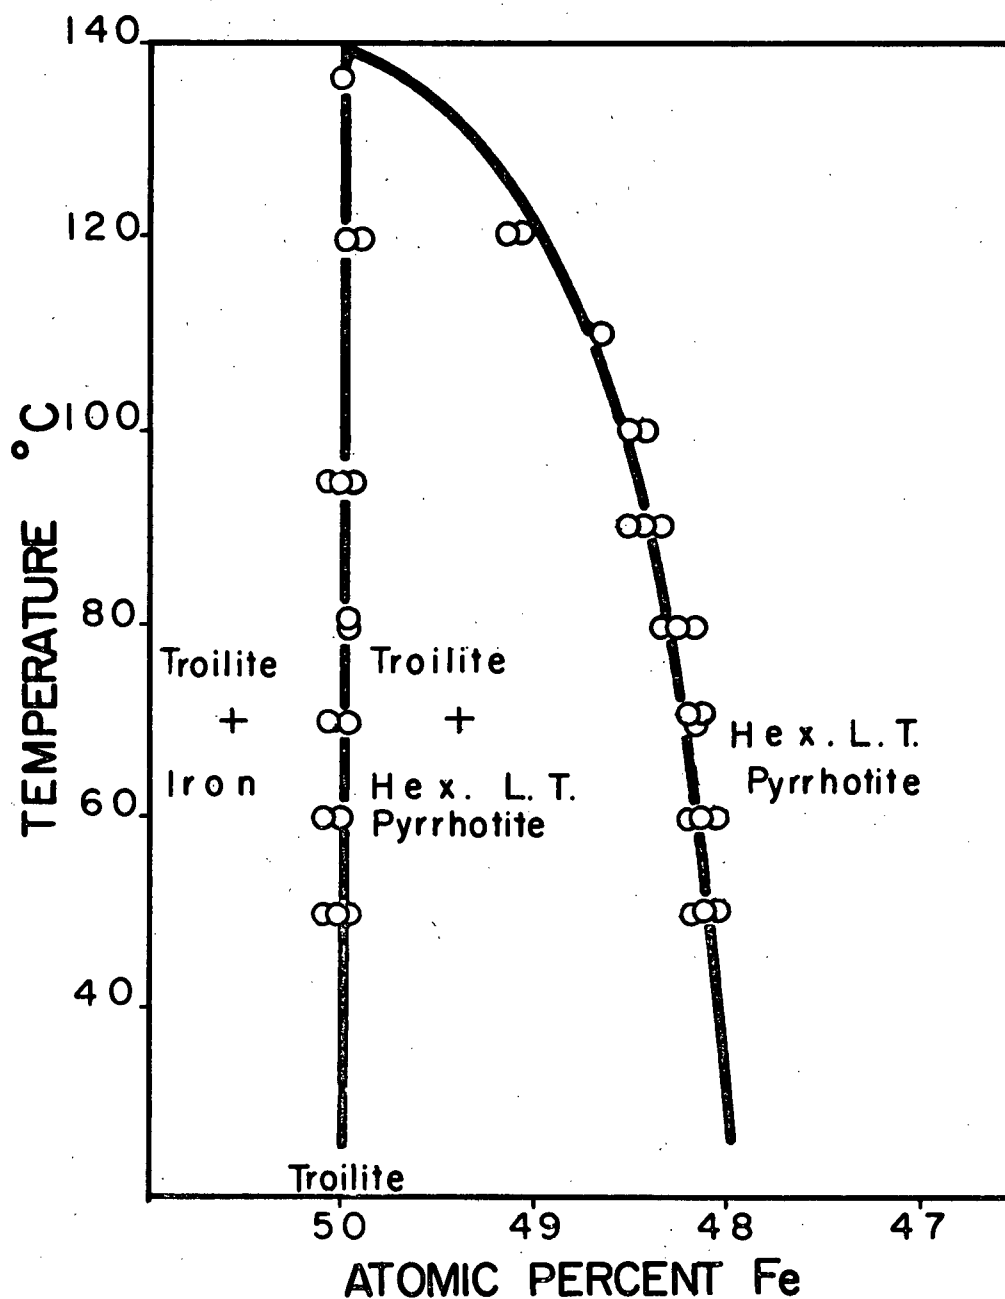 140
120
100
80
60
40
TEMPERATURE °C
Troilite
+
Iron
Troilite
+
Hex. L. T.
Pyrrhotite
Hex. L. T.
Pyrrhotite
Troilite
50 49 48 47
ATOMIC PERCENT Fe